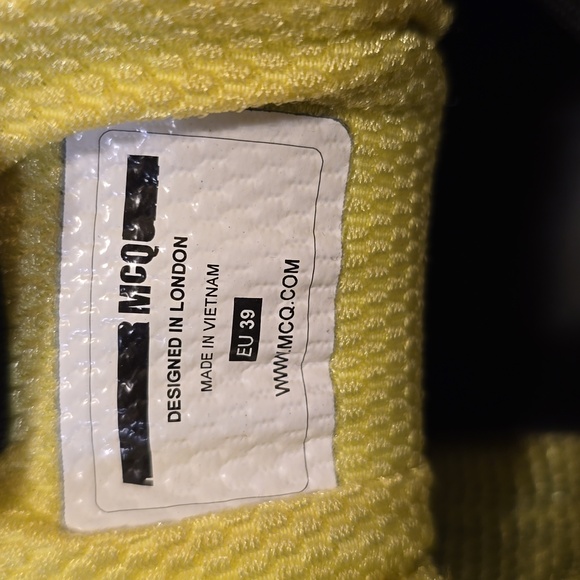 MCQ
DESIGNED IN LONDON
MADE IN VIETNAM
EU 39
WWW.MCQ.COM